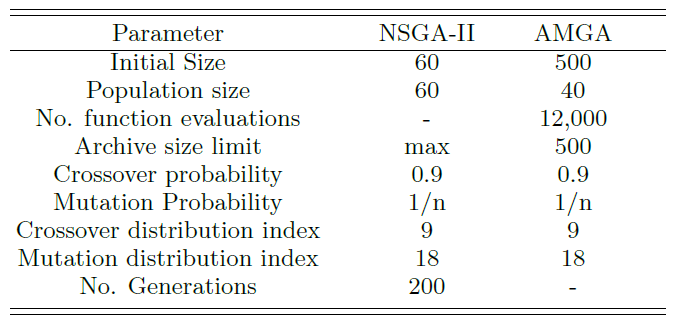 Parameter NSGA-II AMGA
Initial Size 60 500
Population size 60 40
No. function evaluations - 12,000
Archive size limit max 500
Crossover probability 0.9 0.9
Mutation Probability 1/n 1/n
Crossover distribution index 9 9
Mutation distribution index 18 18
No. Generations 200 -